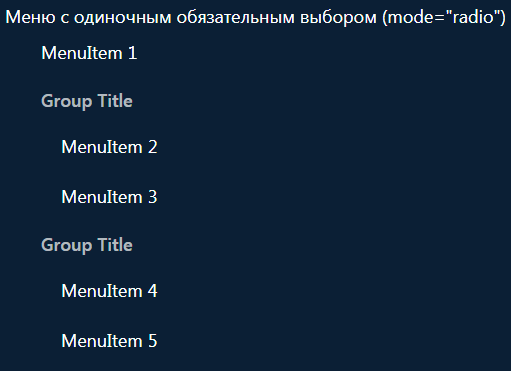 Меню с одиночным обязательным выбором (mode="radio")
MenuItem 1
Group Title
MenuItem 2
MenuItem 3
Group Title
MenuItem 4
MenuItem 5